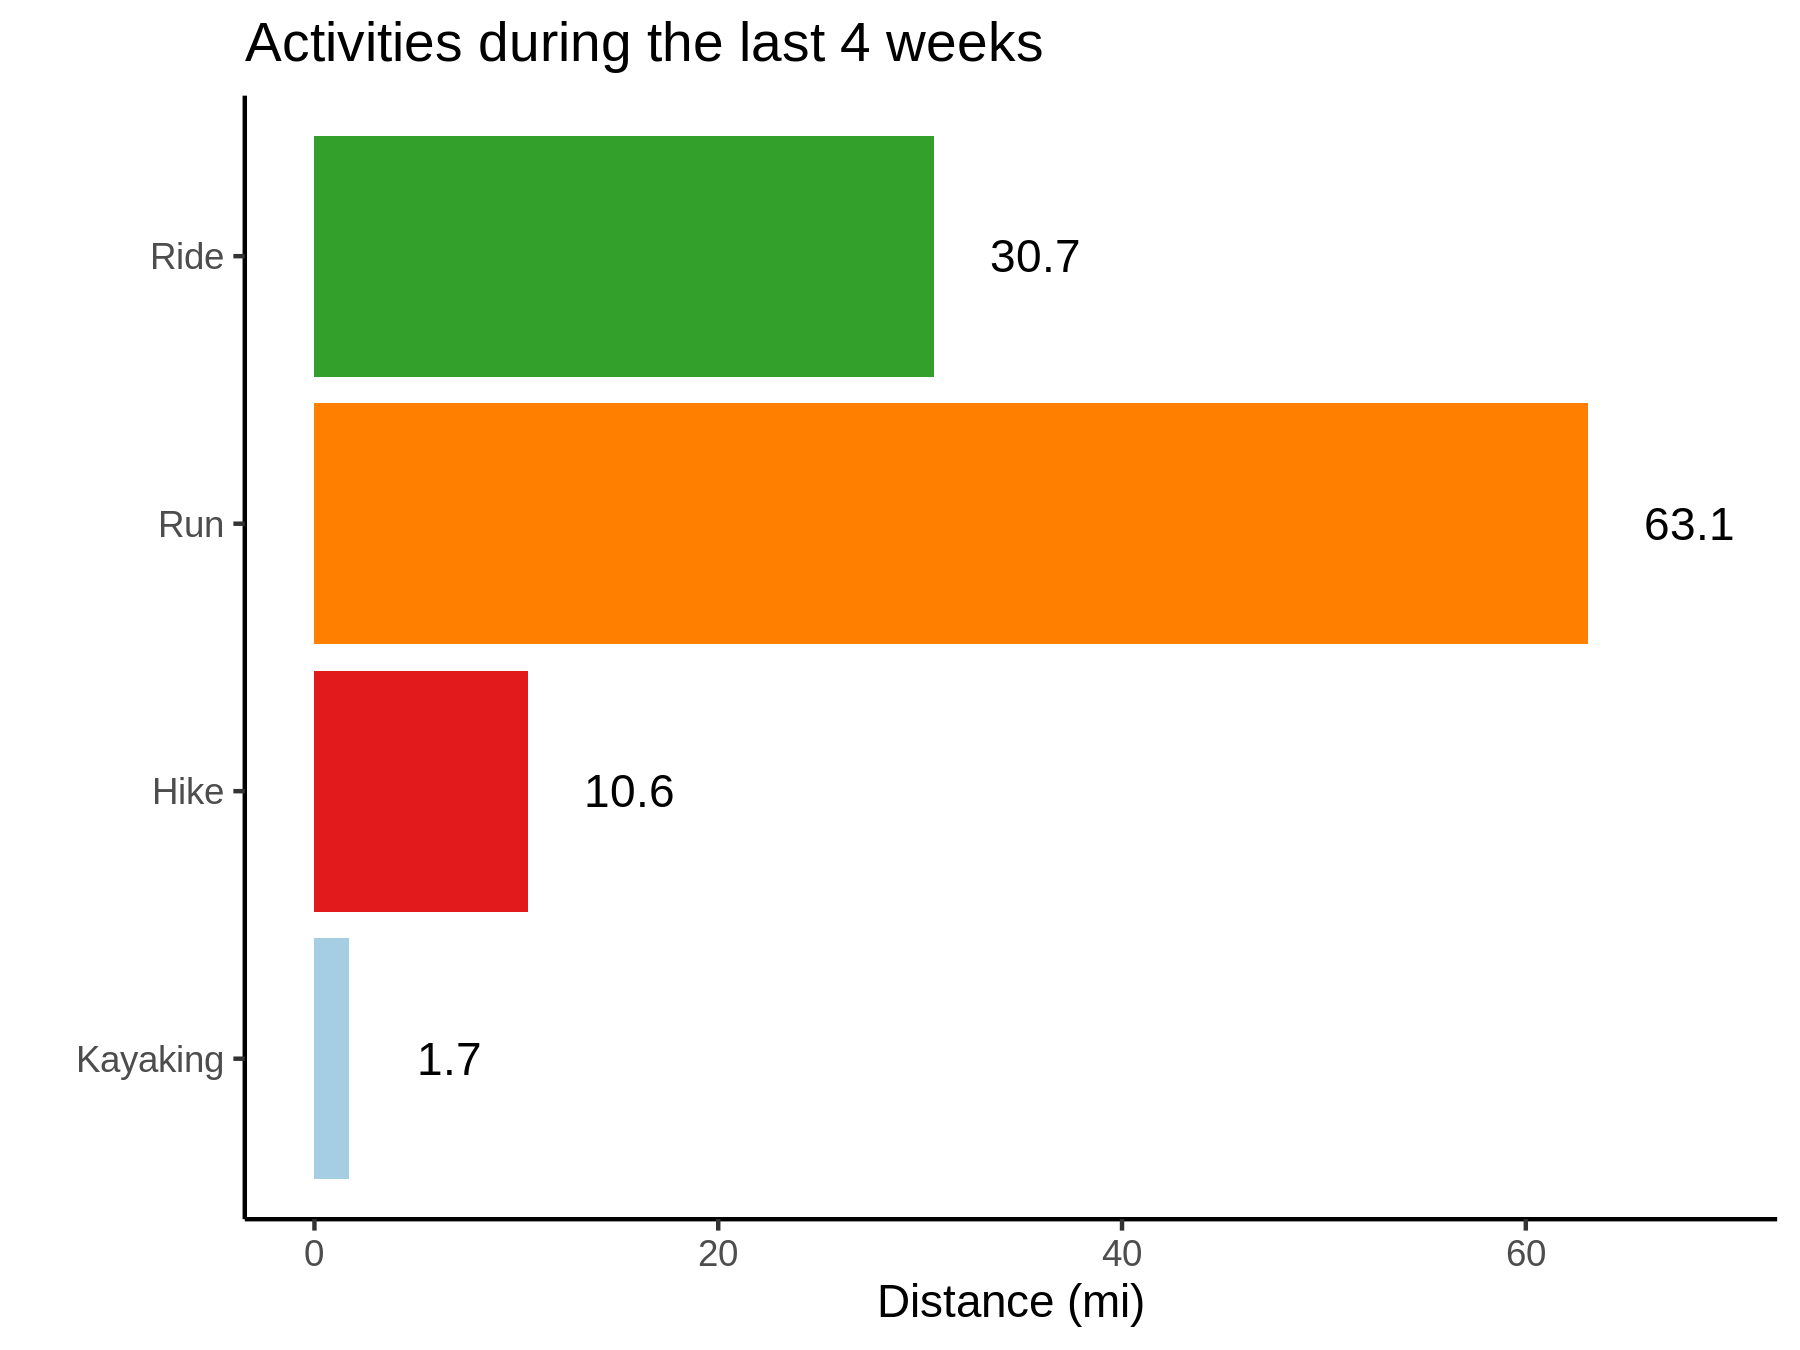 Activities during the last 4 weeks
Ride
30.7
Run
63.1
Hike
10.6
Kayaking
1.7
0 20 40 60
Distance (mi)